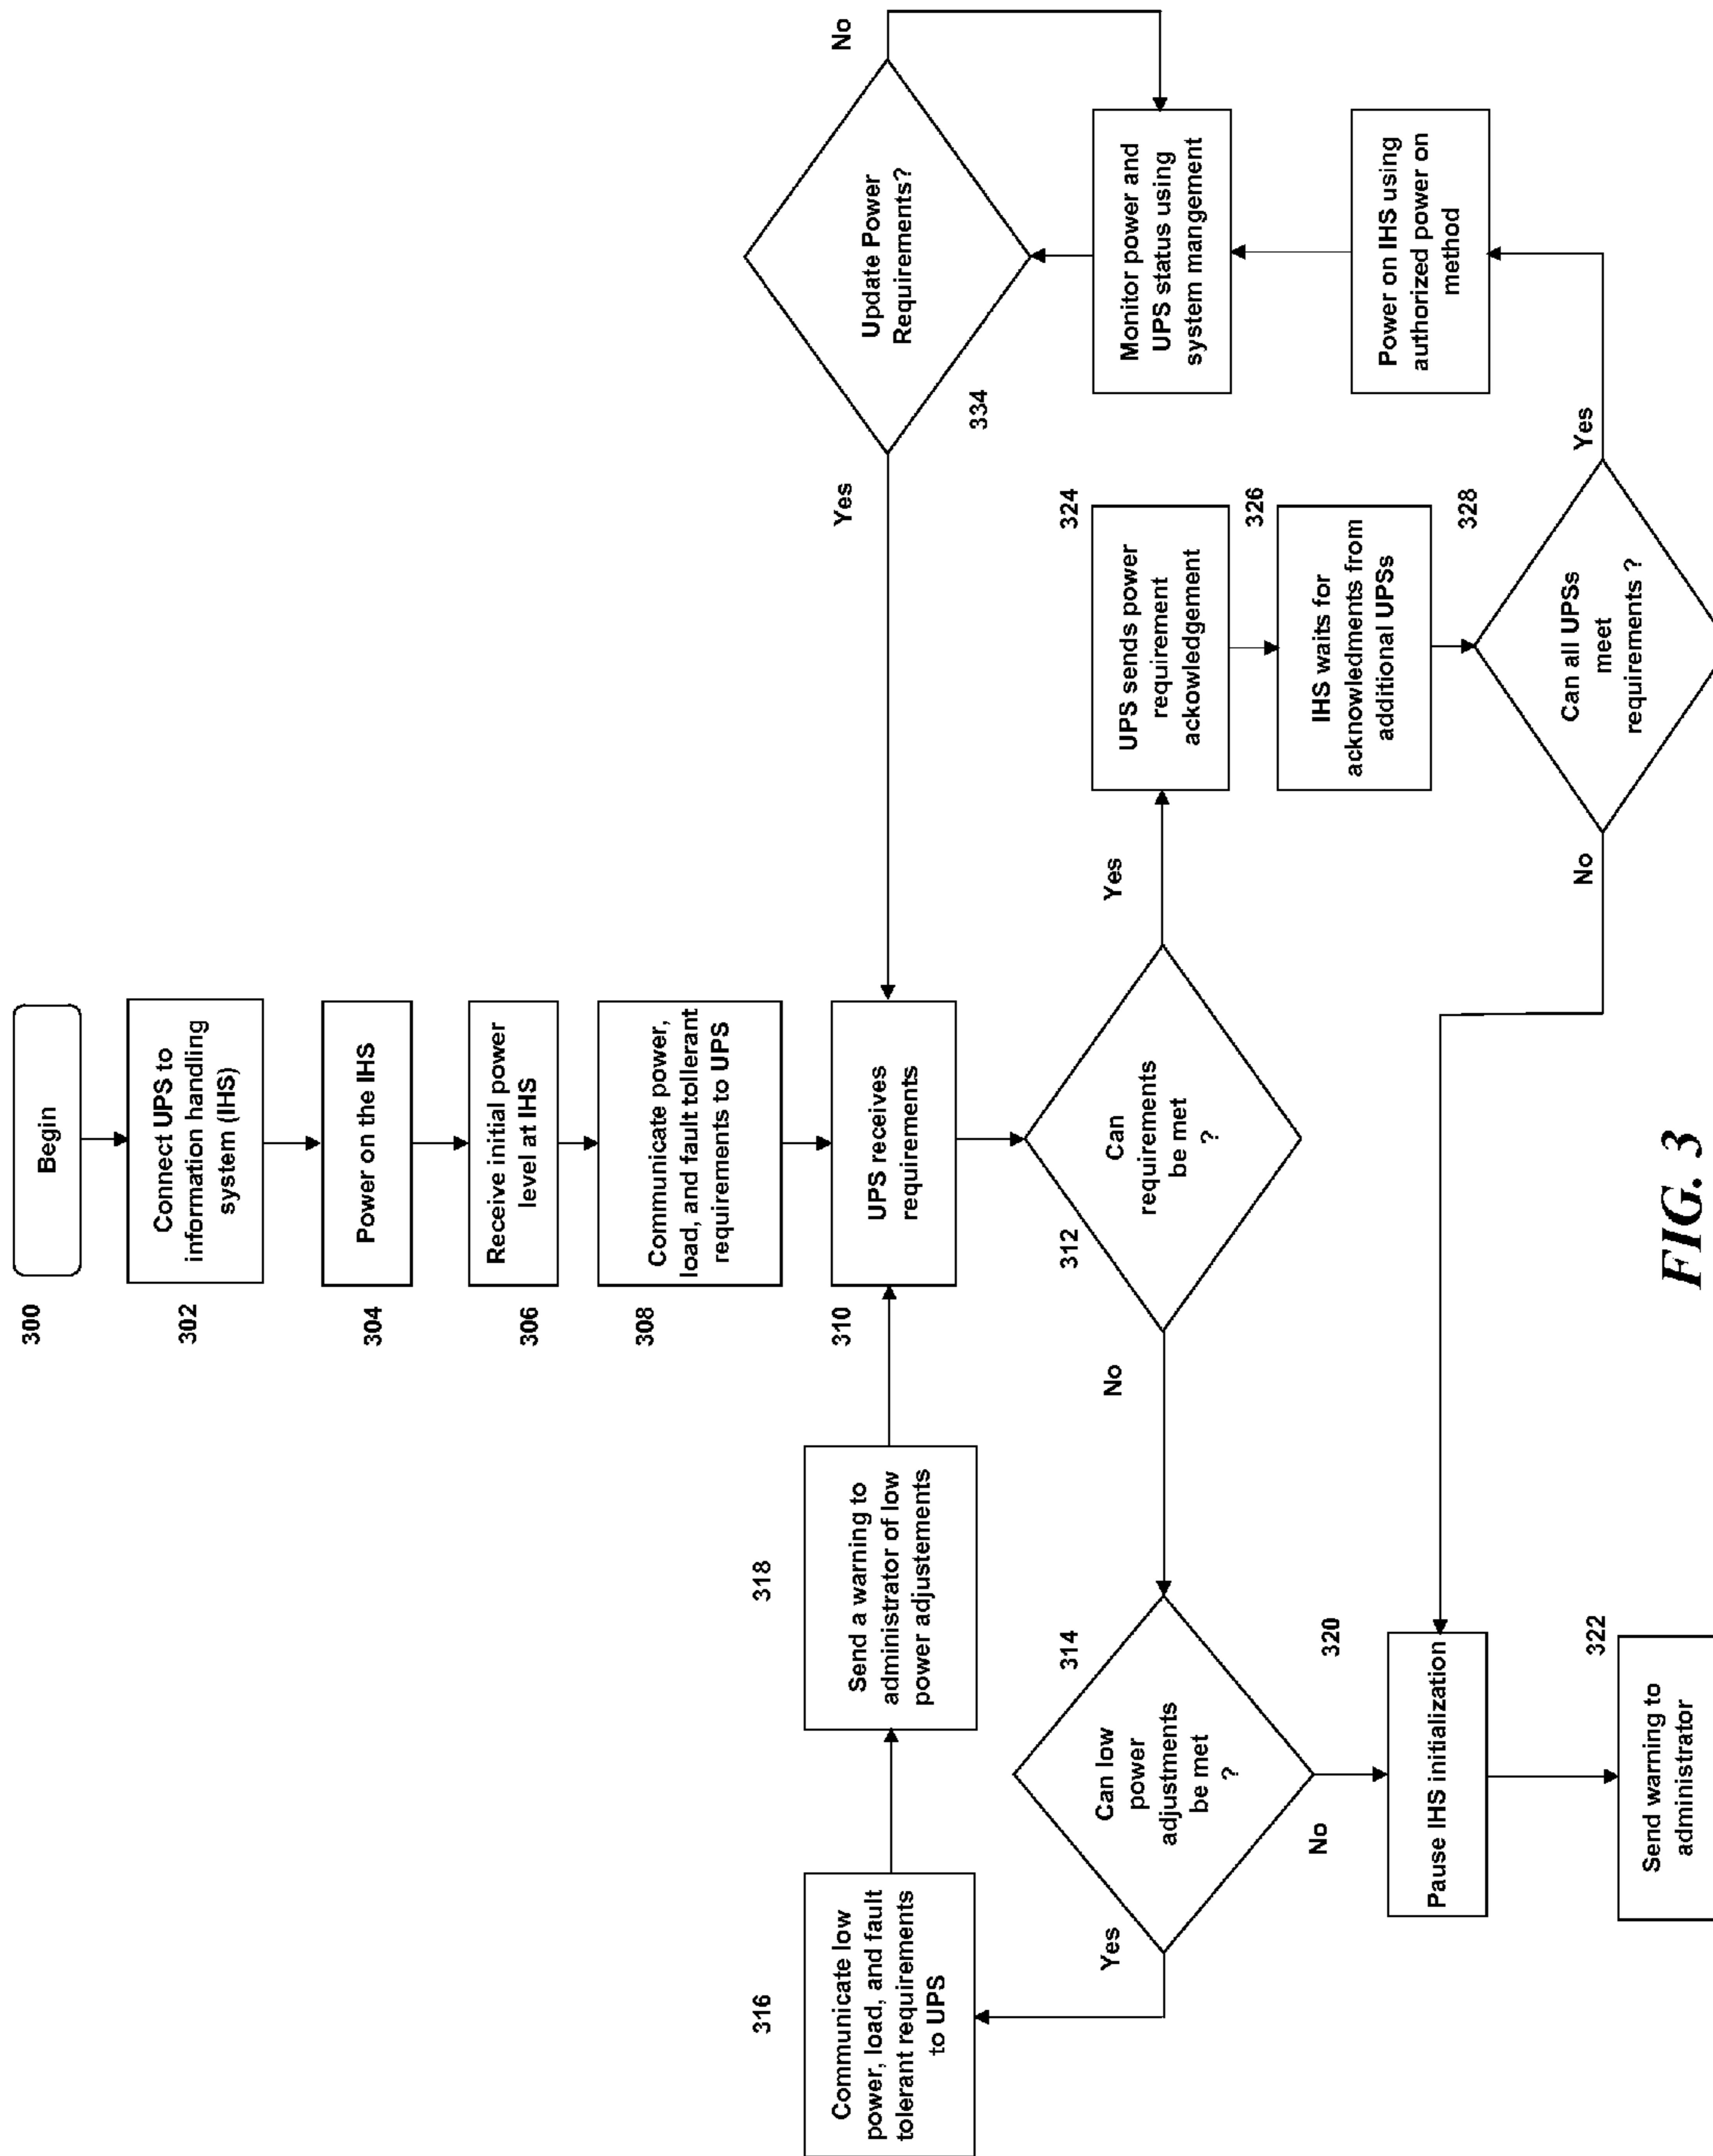 300
Begin
302
Connect UPS to
information handling
system (IHS)
304
Power on the IHS
306
Receive initial power
level at IHS
308
Communicate power,
load, and fault tollerant
requirements to UPS
310
UPS receives
requirements
312
Can
requirements
be met
?
No
Yes
314
Can low
power
adjustments
be met
?
Yes
No
316
Communicate low
power, load, and fault
tolerant requirements
to UPS
318
Send a warning to
administrator of low
power adjustements
320
Pause IHS initialization
322
Send warning to
administrator
324
UPS sends power
requirement
ackowledgement
326
IHS waits for
acknowledments from
additional UPSs
328
Can all UPSs
meet
requirements ?
No
Yes
Power on IHS using
authorized power on
method
Monitor power and
UPS status using
system mangement
334
Update Power
Requirements?
Yes
No
FIG. 3